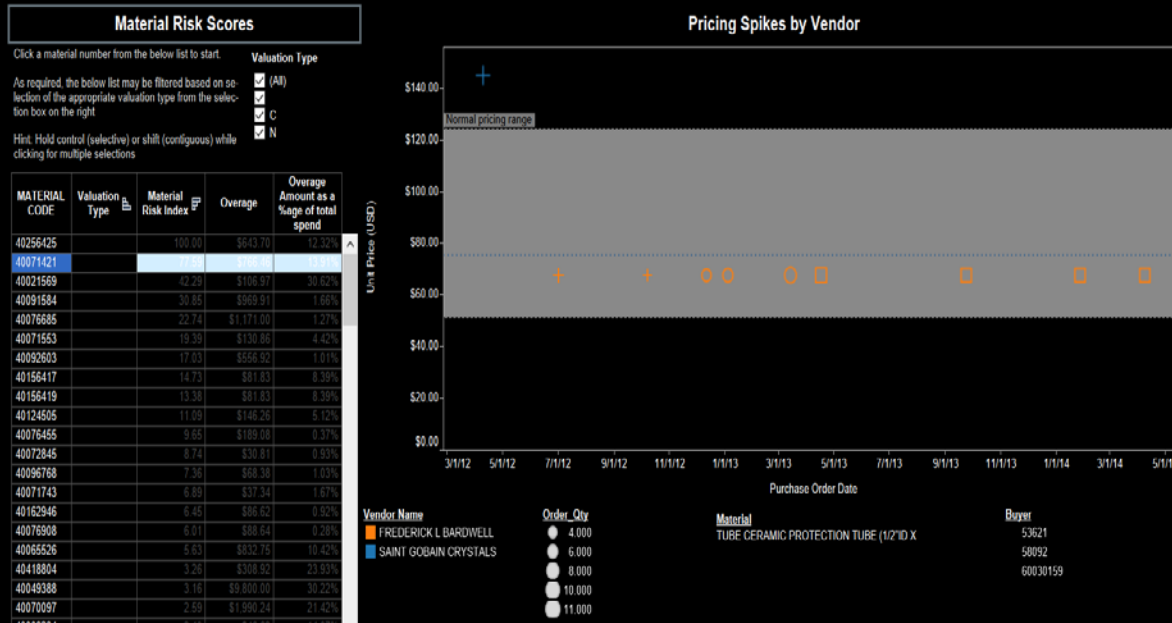 Material Risk Scores
Click a material number from the below list to start.
As required, the below list may be filtered based on se-
lection of the appropriate valuation type from the selec-
tion box on the right
Hint. Hold control (selective) or shift (contiguous) while
clicking for multiple selections
Valuation Type
(All)
C
N
MATERIAL CODE Valuation Type Material Risk Index Overage Overage Amount as a %age of total spend
40256425 100.00 $643.70 12.32%
40071421
40021569 42.29 $106.97 30.62%
40091584 30.85 $969.91 1.66%
40076685 22.74 $1,171.00 1.27%
40071553 19.39 $130.86 4.42%
40092603 17.03 $556.92 1.01%
40156417 14.73 $81.83 8.39%
40156419 13.38 $81.83 8.39%
40124505 11.09 $146.26 5.12%
40076455 9.65 $189.08 0.37%
40072845 8.74 $30.81 0.93%
40096768 7.36 $68.38 1.03%
40071743 6.89 $37.34 1.67%
40162946 6.45 $86.62 0.92%
40076908 6.01 $88.64 0.28%
40065526 5.63 $832.75 10.42%
40418804 3.26 $308.92 23.93%
40049388 3.16 $9,800.00 30.22%
40070097 2.59 $1,990.24 21.42%
Pricing Spikes by Vendor
Unit Price (USD)
$140.00
Normal pricing range
$120.00
$100.00
$80.00
$60.00
$40.00
$20.00
$0.00
3/1/12 5/1/12 7/1/12 9/1/12 11/1/12 1/1/13 3/1/13 5/1/13 7/1/13 9/1/13 11/1/13 1/1/14 3/1/14 5/1/1
Purchase Order Date
Vendor Name
FREDERICK L BARDWELL
SAINT GOBAIN CRYSTALS
Order_Qty
4.000
6.000
8.000
10.000
11.000
Material
TUBE CERAMIC PROTECTION TUBE (1/2"ID X
Buyer
53621
58092
60030159